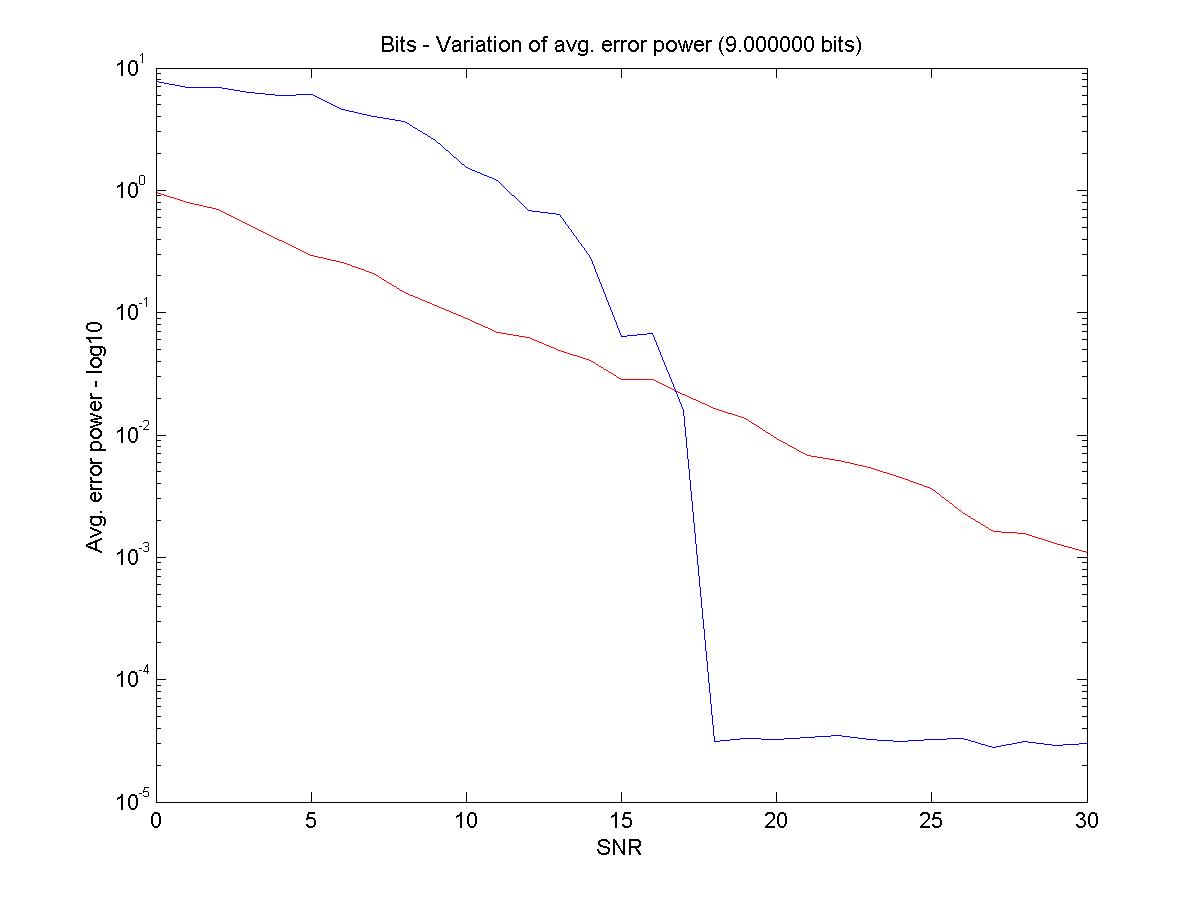 Bits - Variation of avg. error power (9.000000 bits)
10^1
10^0
10^-1
10^-2
10^-3
10^-4
10^-5
Avg. error power - log10
0 5 10 15 20 25 30
SNR